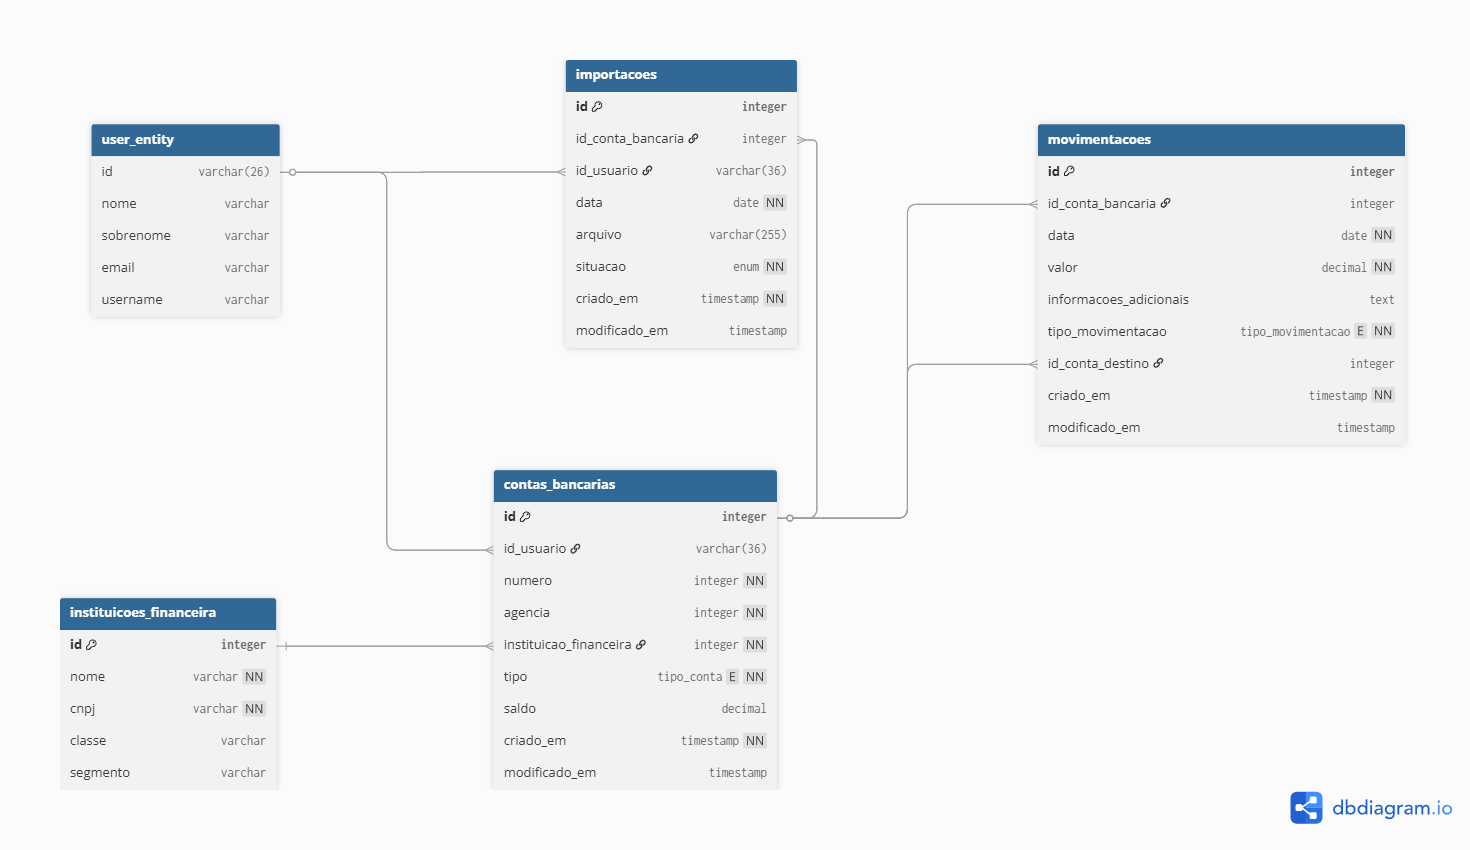 importacoes
id integer
id_conta_bancaria integer
id_usuario varchar(36)
data date NN
arquivo varchar(255)
situacao enum NN
criado_em timestamp NN
modificado_em timestamp
user_entity
id varchar(26)
nome varchar
sobrenome varchar
email varchar
username varchar
movimentacoes
id integer
id_conta_bancaria integer
data date NN
valor decimal NN
informacoes_adicionais text
tipo_movimentacao tipo_movimentacao E NN
id_conta_destino integer
criado_em timestamp NN
modificado_em timestamp
contas_bancarias
id integer
id_usuario varchar(36)
numero integer NN
agencia integer NN
instituicao_financeira integer NN
tipo tipo_conta E NN
saldo decimal
criado_em timestamp NN
modificado_em timestamp
instituicoes_financeira
id integer
nome varchar NN
cnpj varchar NN
classe varchar
segmento varchar
dbdiagram.io